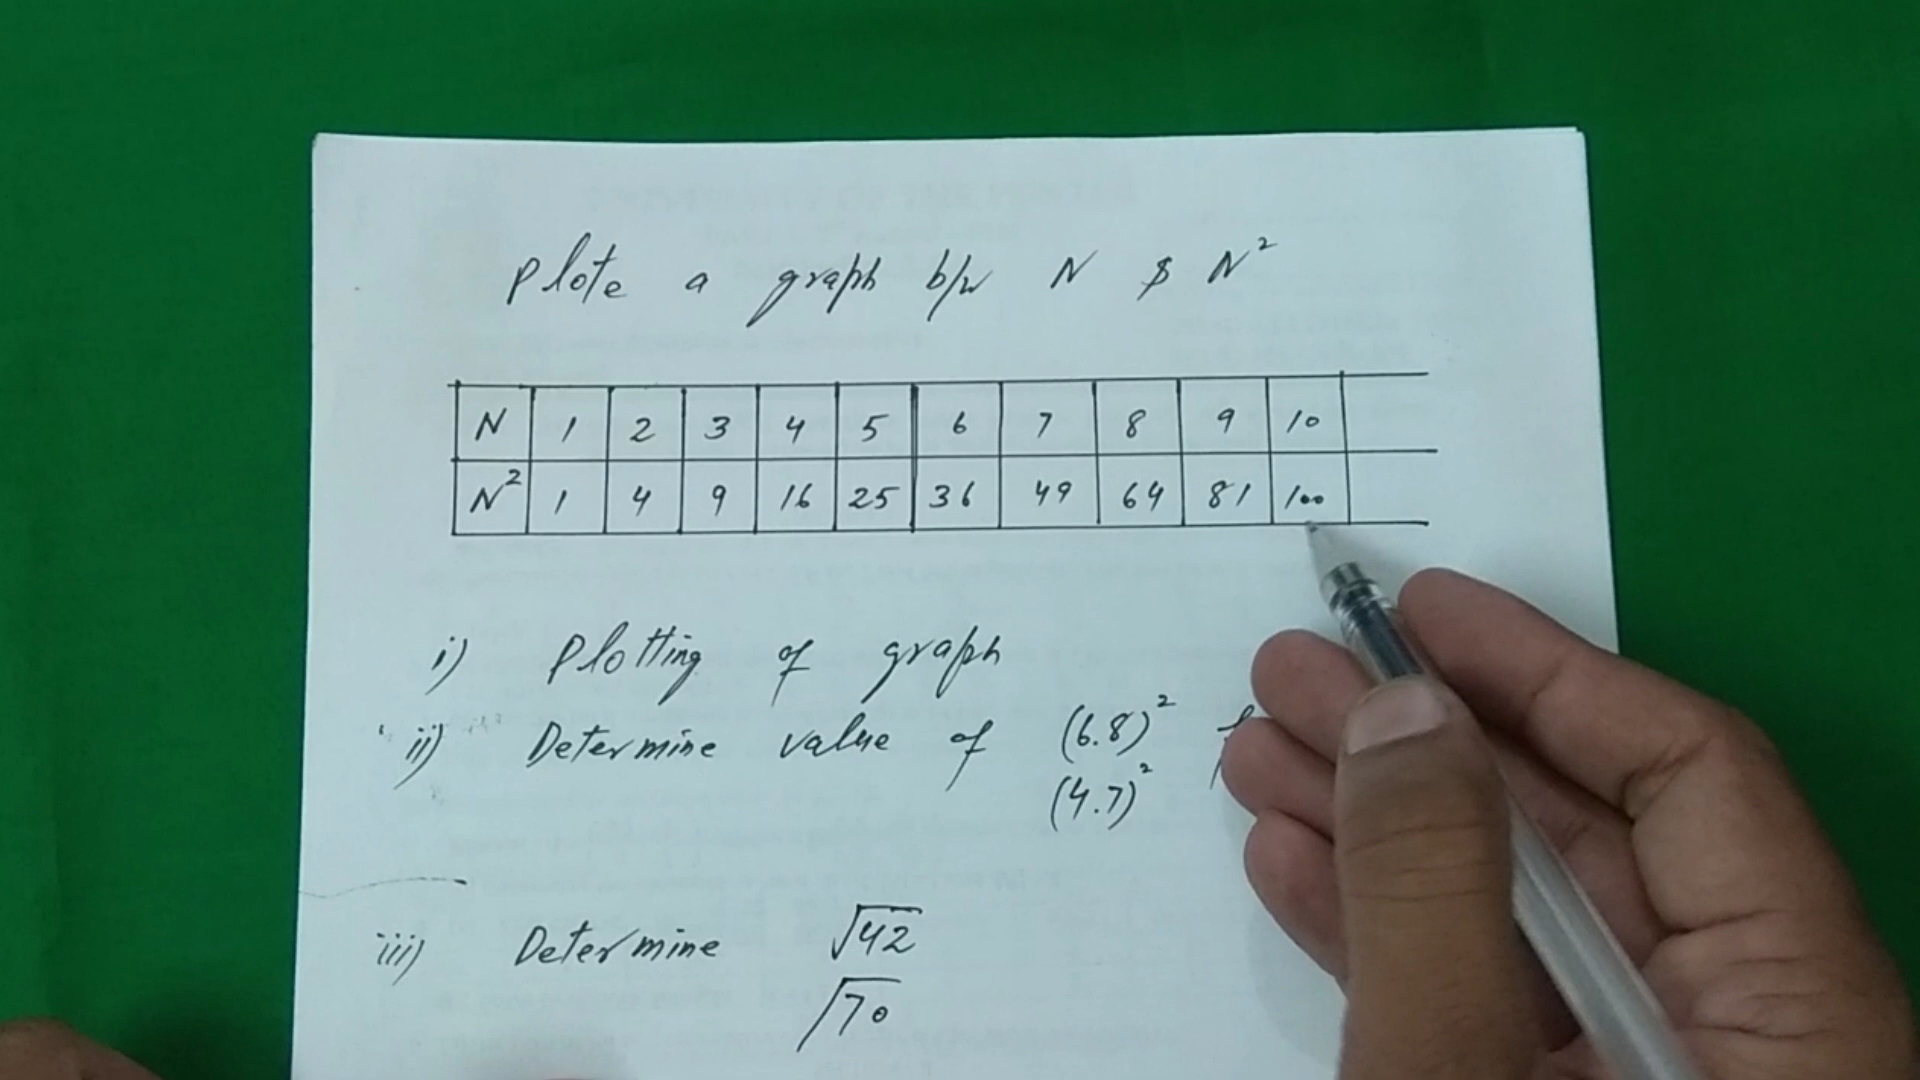 Plote a graph b/w N & N²
N 1 2 3 4 5 6 7 8 9 10
N² 1 4 9 16 25 36 49 64 81 100
i) Plotting of graph
ii) Determine value of (6.8)²
(4.7)²
iii) Determine √42
√70